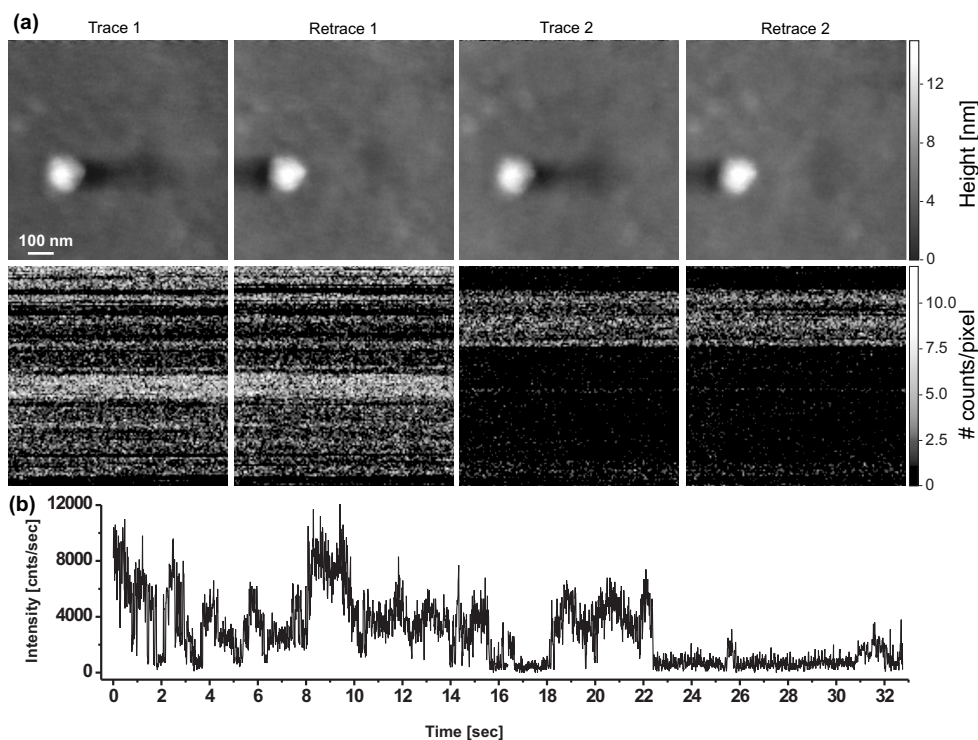 (a)
Trace 1 Retrace 1 Trace 2 Retrace 2
12
8
4
0
Height [nm]
100 nm
10.0
7.5
5.0
2.5
0
# counts/pixel
(b)
12000
8000
4000
0
Intensity [cnts/sec]
0 2 4 6 8 10 12 14 16 18 20 22 24 26 28 30 32
Time [sec]